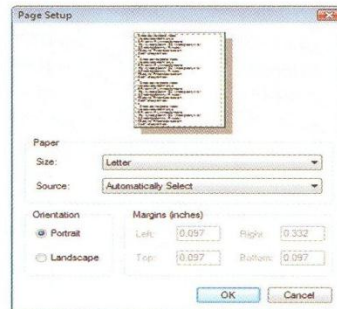 Page Setup
Paper
Size: Letter
Source: Automatically Select
Orientation Margins (inches)
Portrait Left: 0.097 Right: 0.332
Landscape Top: 0.097 Bottom: 0.097
OK Cancel